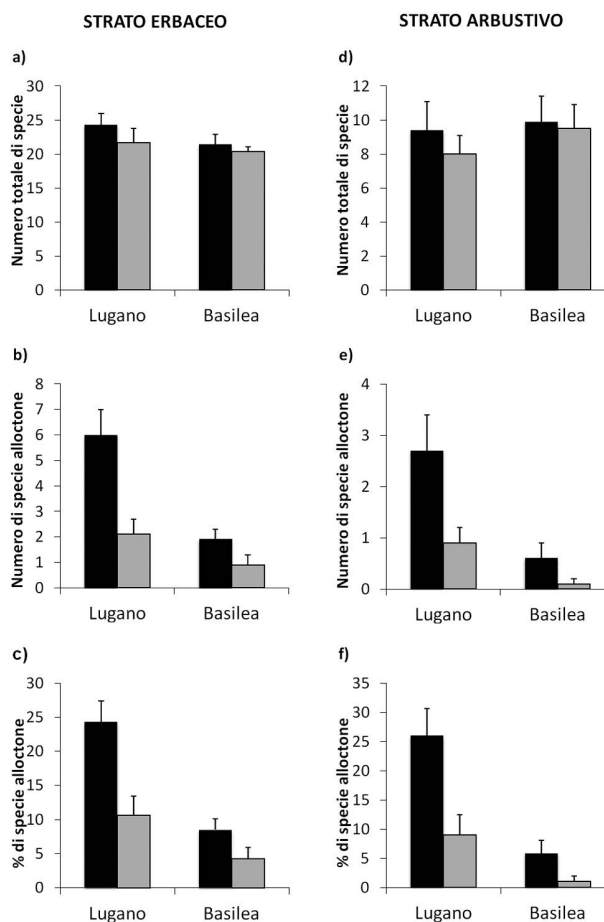 STRATO ERBACEO
STRATO ARBUSTIVO
a)
Numero totale di specie
30
25
20
15
10
5
0
Lugano Basilea
d)
Numero totale di specie
12
10
8
6
4
2
0
Lugano Basilea
b)
Numero di specie alloctone
8
7
6
5
4
3
2
1
0
Lugano Basilea
e)
Numero di specie alloctone
4
3
2
1
0
Lugano Basilea
c)
% di specie alloctone
30
25
20
15
10
5
0
Lugano Basilea
f)
% di specie alloctone
35
30
25
20
15
10
5
0
Lugano Basilea